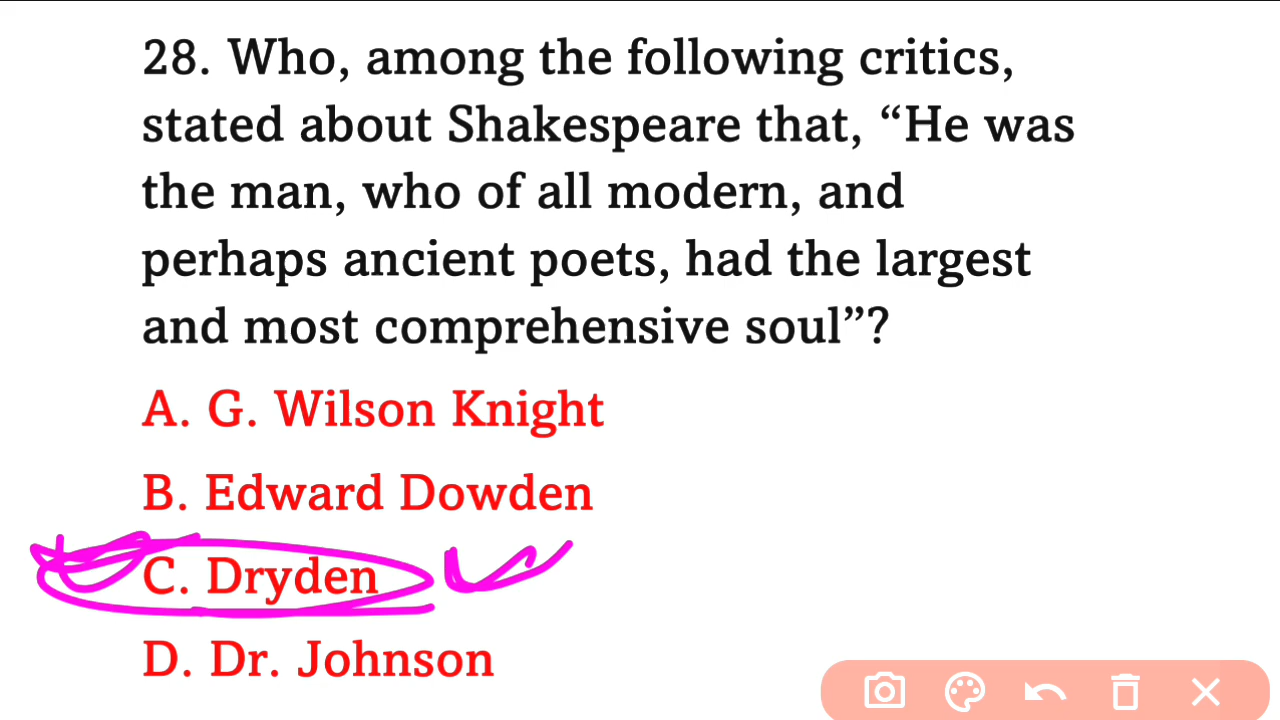 28. Who, among the following critics,
stated about Shakespeare that, “He was
the man, who of all modern, and
perhaps ancient poets, had the largest
and most comprehensive soul”?
A. G. Wilson Knight
B. Edward Dowden
C. Dryden
D. Dr. Johnson